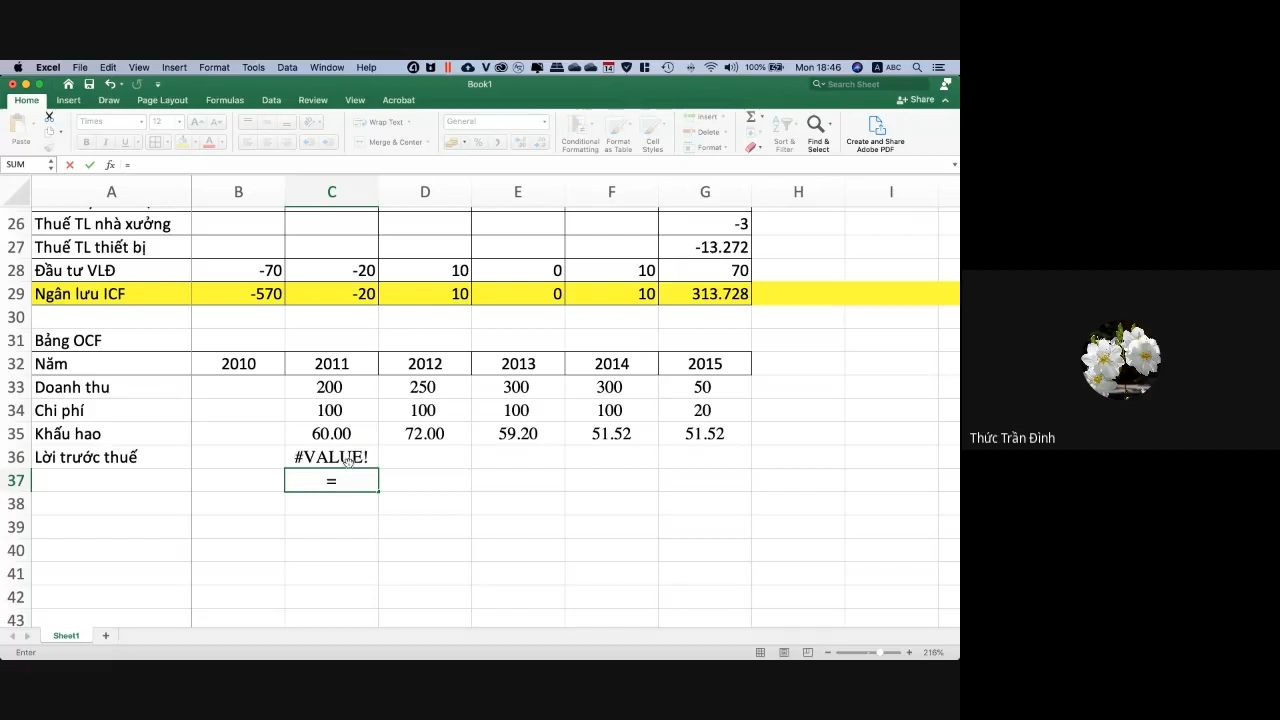 Excel File Edit View Insert Format Tools Data Window Help 100% Mon 18:46 ABC
Book1 Search Sheet
Home Insert Draw Page Layout Formulas Data Review View Acrobat Share
Paste Times 12 Wrap Text General Conditional Formatting Format as Table Cell Styles Insert Sort & Filter Find & Select Create and Share Adobe PDF
B I U Merge & Center Delete
Format
SUM fx =
A B C D E F G H I
26 Thuế TL nhà xưởng -3
27 Thuế TL thiết bị -13.272
28 Đầu tư VLĐ -70 -20 10 0 10 70
29 Ngân lưu ICF -570 -20 10 0 10 313.728
30
31 Bảng OCF
32 Năm 2010 2011 2012 2013 2014 2015
33 Doanh thu 200 250 300 300 50
34 Chi phí 100 100 100 100 20
35 Khấu hao 60.00 72.00 59.20 51.52 51.52
36 Lời trước thuế #VALUE!
37 =
38
39
40
41
42
43
Sheet1 +
Enter 216%
Thức Trần Đình